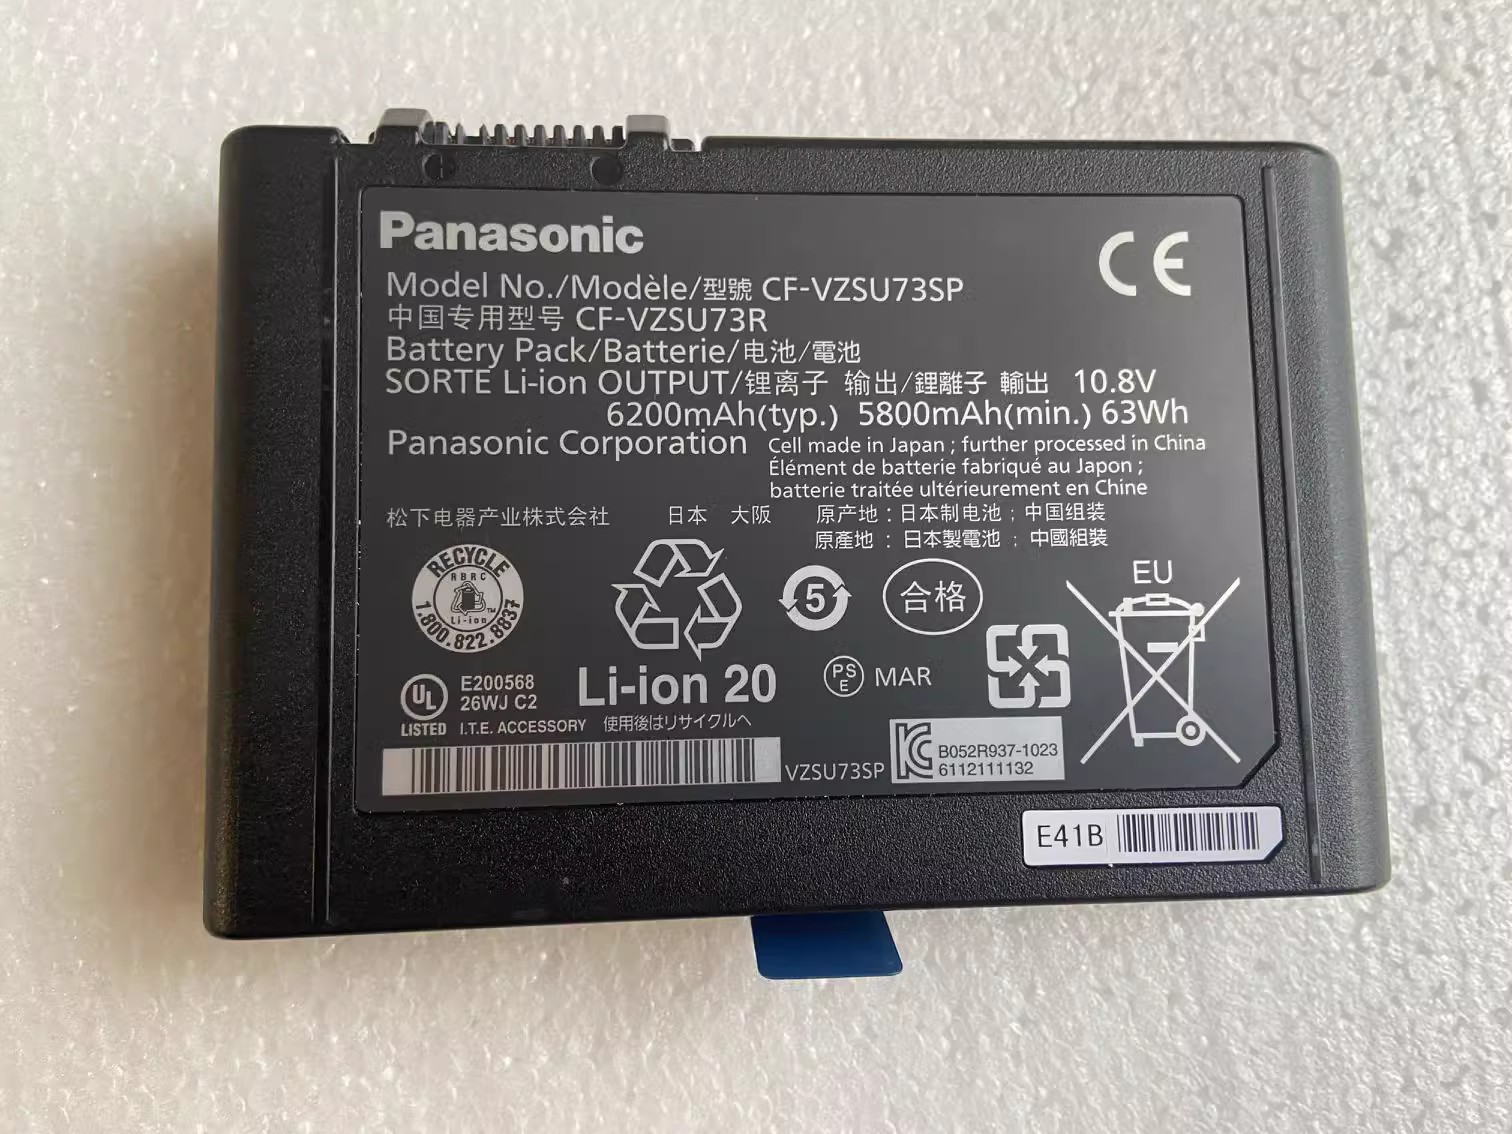 Panasonic
CE
Model No./Modèle/型號 CF-VZSU73SP
中国专用型号 CF-VZSU73R
Battery Pack/Batterie/电池/電池
SORTE Li-ion OUTPUT/锂离子 输出/鋰離子 輸出 10.8V
6200mAh(typ.) 5800mAh(min.) 63Wh
Panasonic Corporation
Cell made in Japan ; further processed in China
Élément de batterie fabriqué au Japon ;
batterie traitée ultérieurement en Chine
松下电器产业株式会社 日本 大阪
原产地：日本制电池；中国组装
原產地：日本製電池；中國組裝
RECYCLE
RBRC
Li-ion
TM
1.800.822.8837
5
合格
EU
UL
LISTED
E200568
26WJ C2
I.T.E. ACCESSORY
Li-ion 20
使用後はリサイクルへ
PSE MAR
VZSU73SP
B052R937-1023
6112111132
E41B